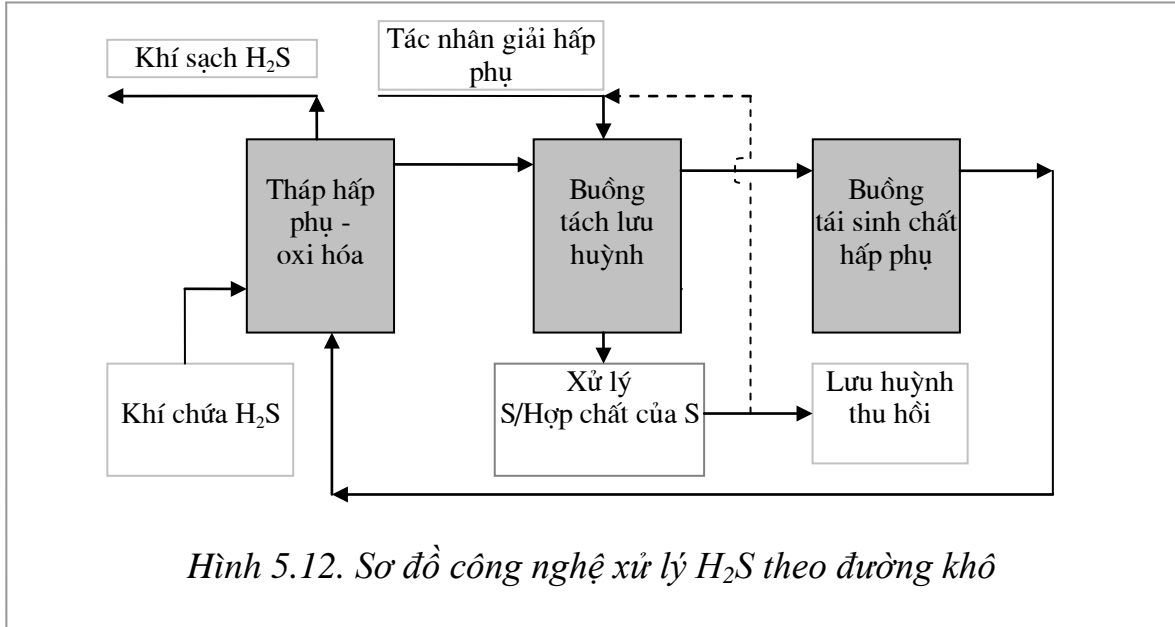 Khí sạch H₂S
Tác nhân giải hấp
phụ
Tháp hấp
phụ -
oxi hóa
Buồng
tách lưu
huỳnh
Buồng
tái sinh chất
hấp phụ
Khí chứa H₂S
Xử lý
S/Hợp chất của S
Lưu huỳnh
thu hồi
Hình 5.12. Sơ đồ công nghệ xử lý H₂S theo đường khô